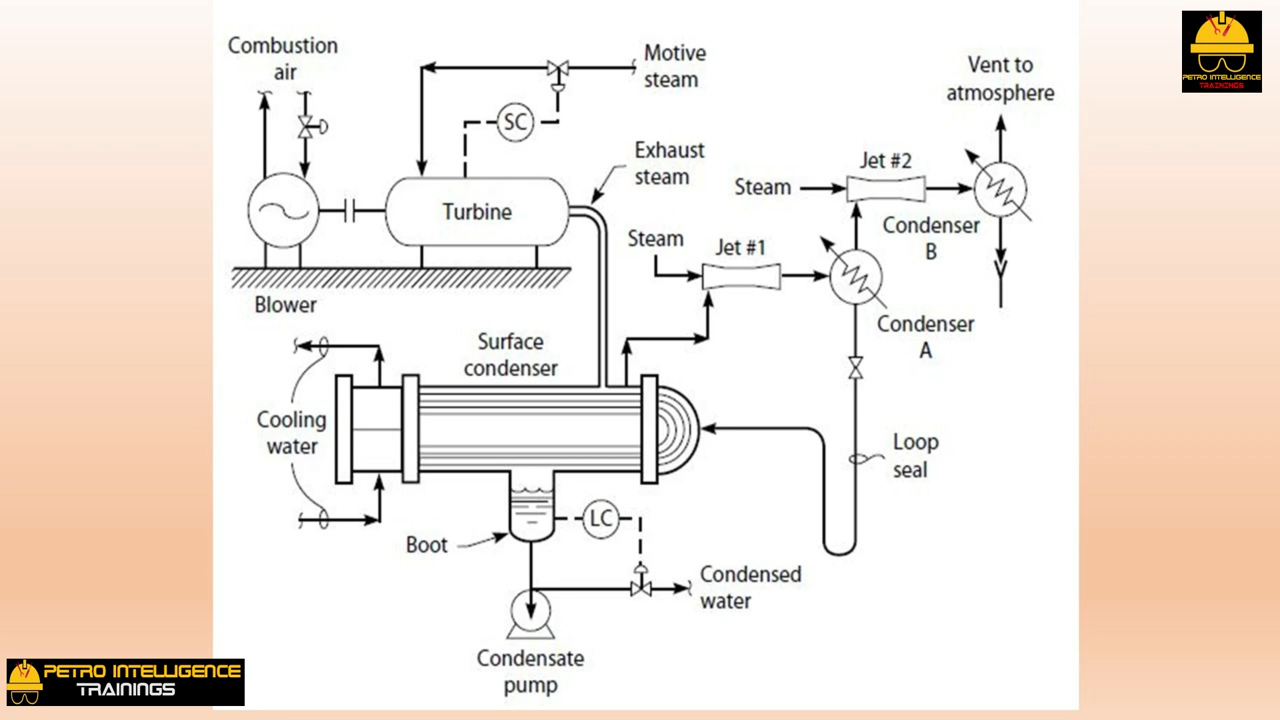 Combustion
air
Motive
steam
SC
Exhaust
steam
Turbine
Blower
Vent to
atmosphere
Jet #2
Steam
Condenser
B
Steam
Jet #1
Condenser
A
Surface
condenser
Cooling
water
Loop
seal
LC
Boot
Condensed
water
Condensate
pump
PETRO INTELLIGENCE
TRAININGS
PETRO INTELLIGENCE
TRAININGS